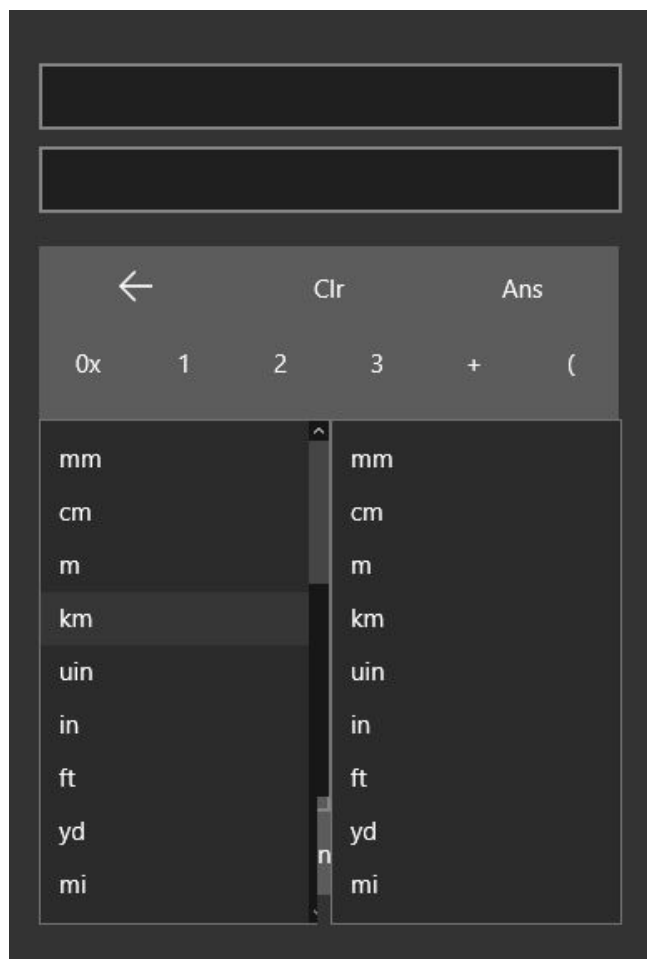 Clr Ans
0x 1 2 3 + (
mm mm
cm cm
m m
km km
uin uin
in in
ft ft
yd yd
n
mi mi